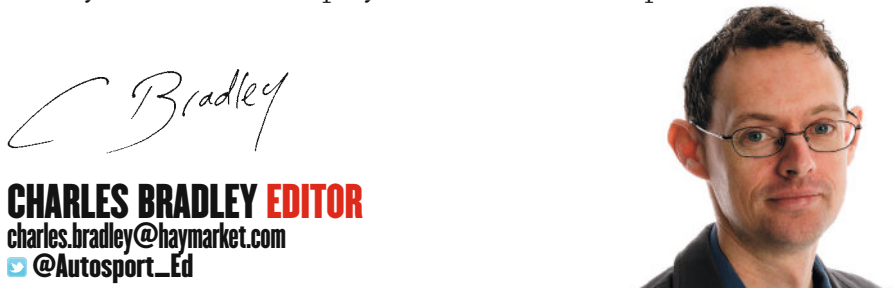 C Bradley
CHARLES BRADLEY EDITOR
charles.bradley@haymarket.com
@Autosport_Ed